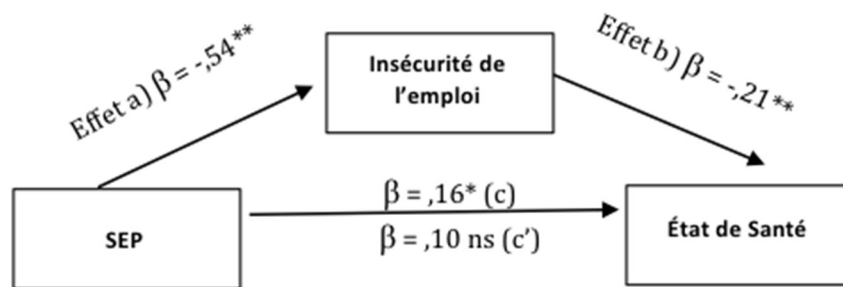 Effet a) β = -,54**
Insécurité de
l'emploi
Effet b) β = -,21**
SEP
β = ,16* (c)
β = ,10 ns (c')
État de Santé